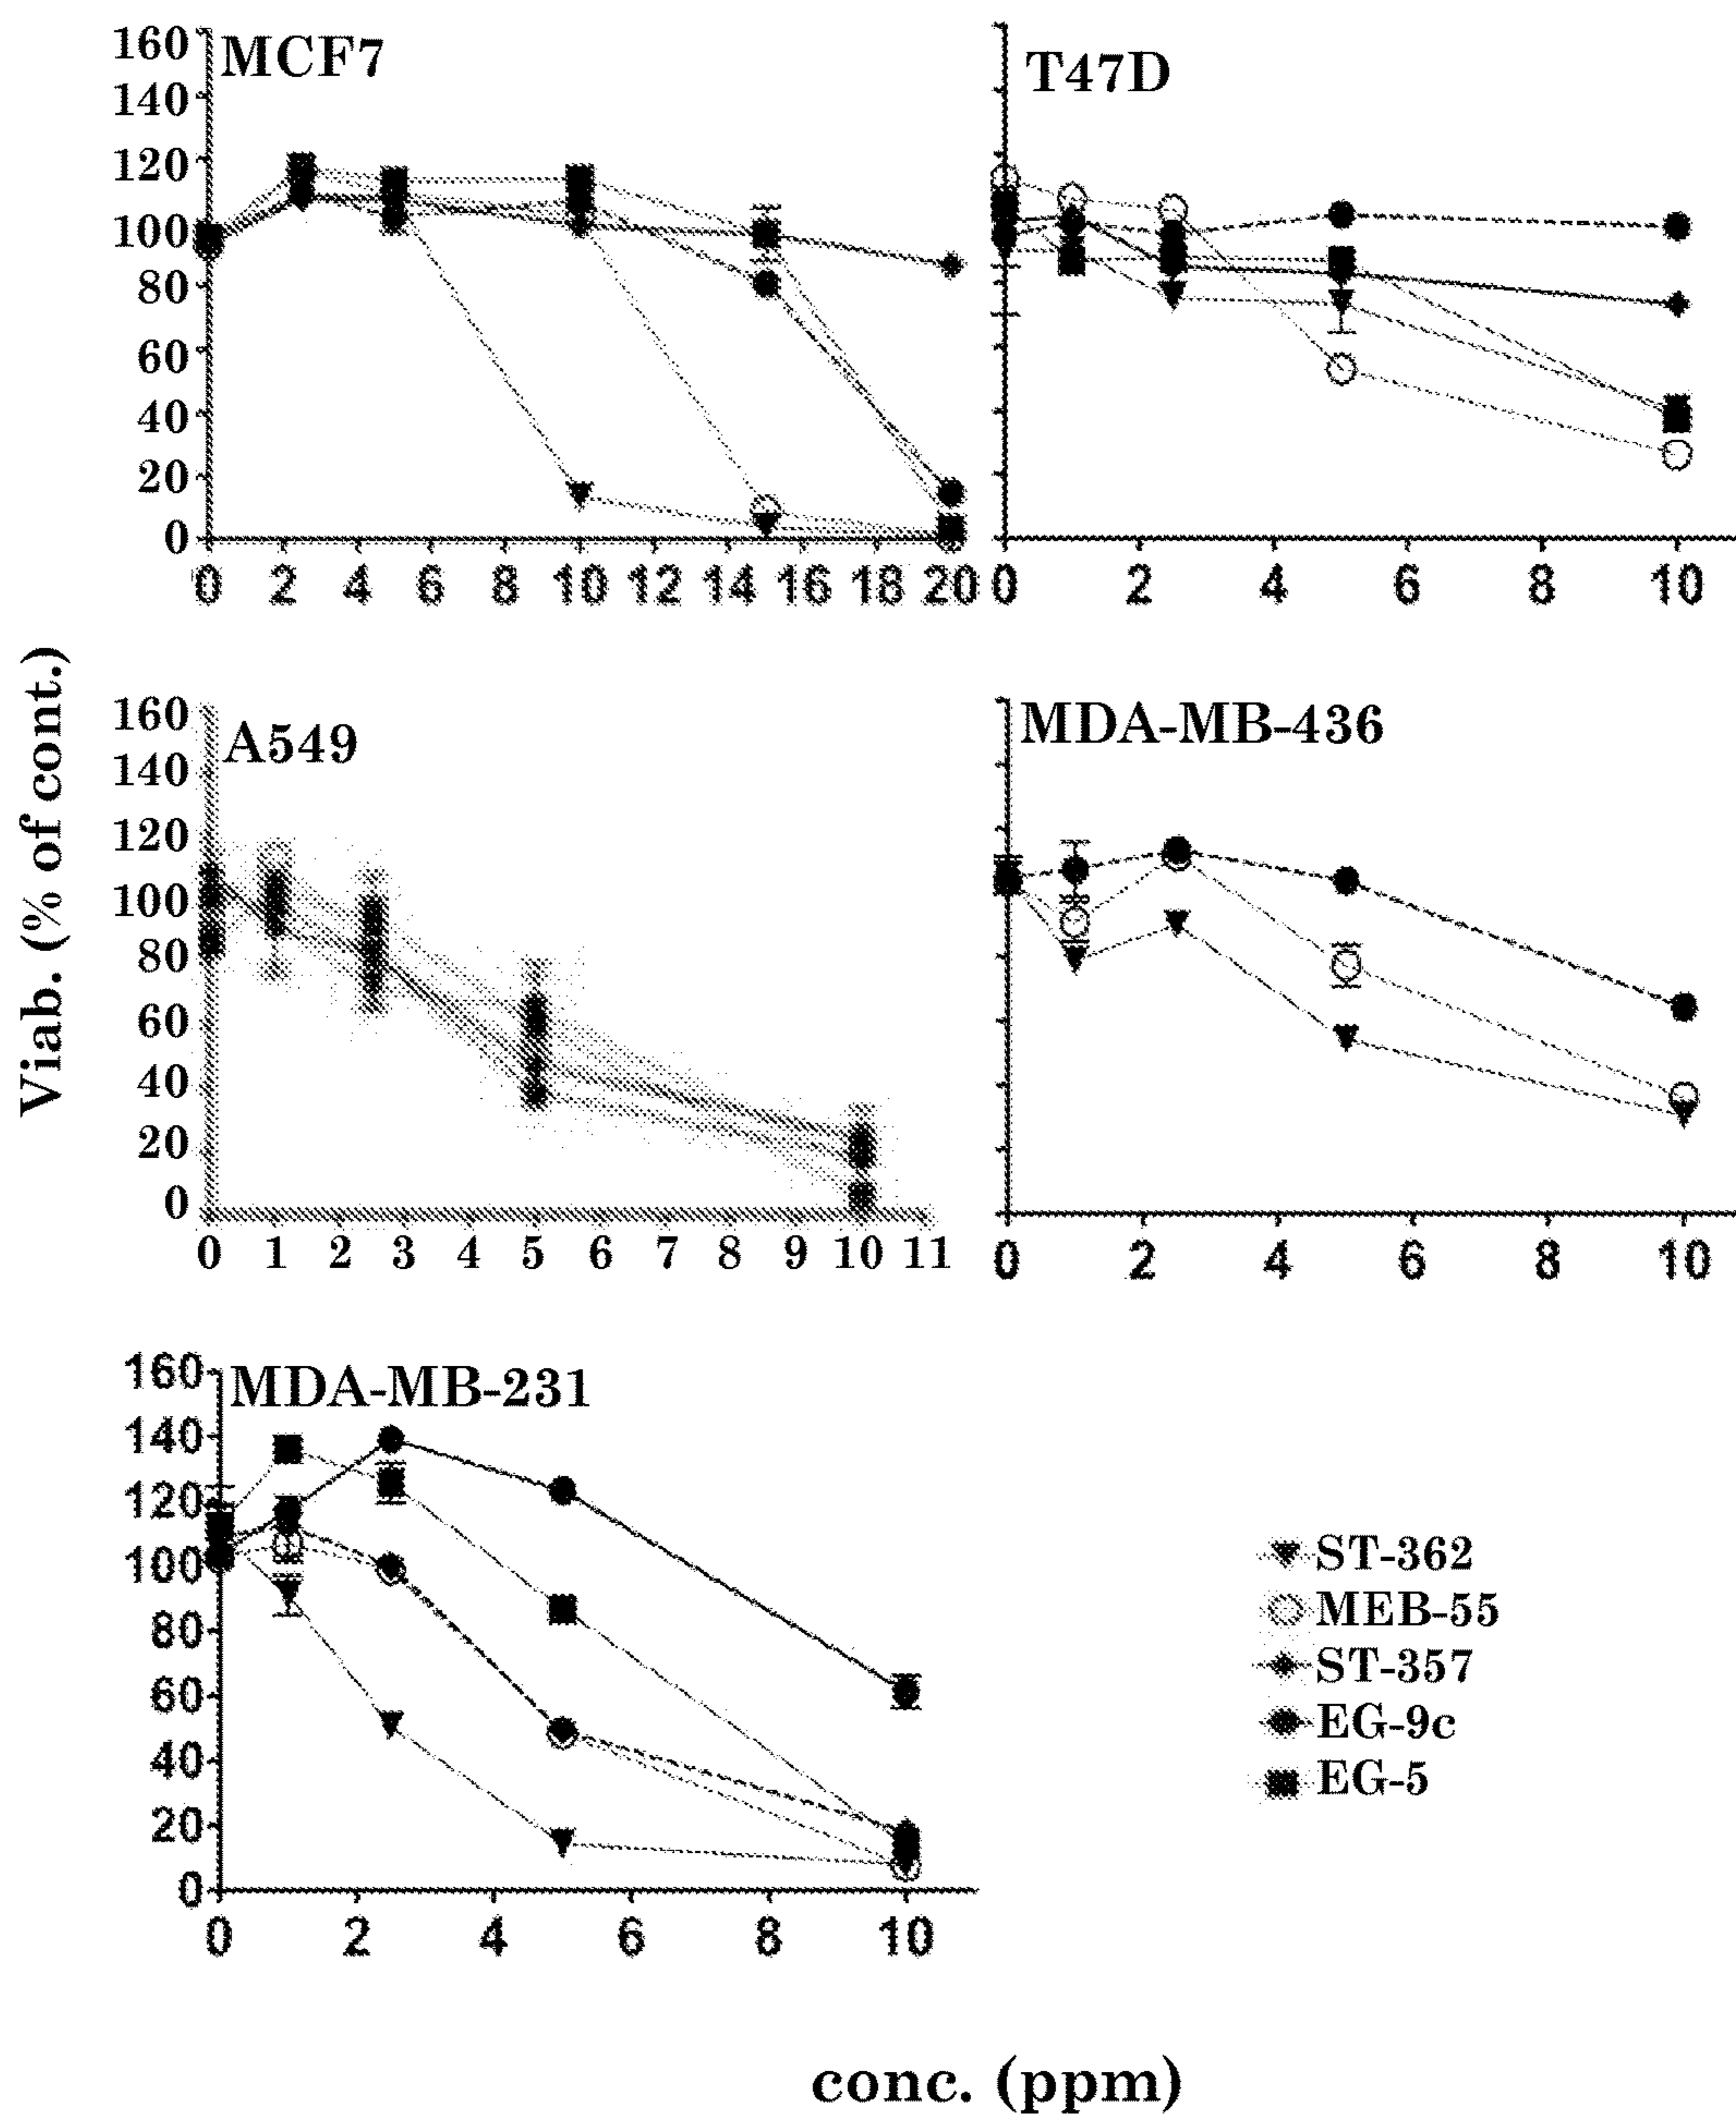 MCF7
160
140
120
100
80
60
40
20
0
0 2 4 6 8 10 12 14 16 18 20
T47D
0 2 4 6 8 10
Viab. (% of cont.)
A549
160
140
120
100
80
60
40
20
0
0 1 2 3 4 5 6 7 8 9 10 11
MDA-MB-436
0 2 4 6 8 10
MDA-MB-231
160
140
120
100
80
60
40
20
0
0 2 4 6 8 10
ST-362
MEB-55
ST-357
EG-9c
EG-5
conc. (ppm)